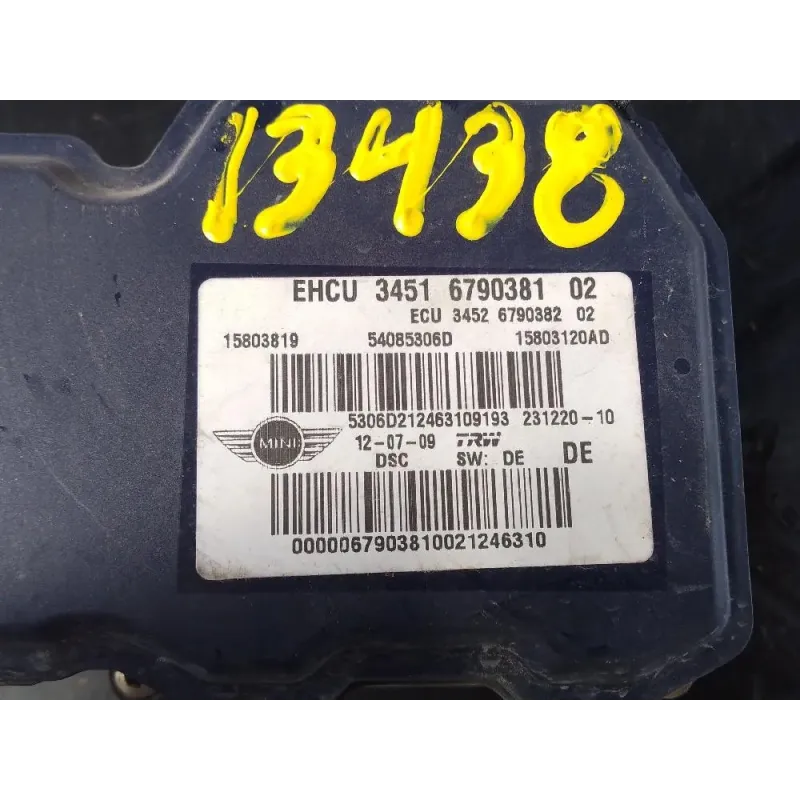 13438
EHCU 3451 6790381 02
ECU 3452 6790382 02
15803819 54085306D 15803120AD
5306D212463109193 231220-10
MINI 12-07-09 TRW
DSC SW: DE DE
0000067903810021246310